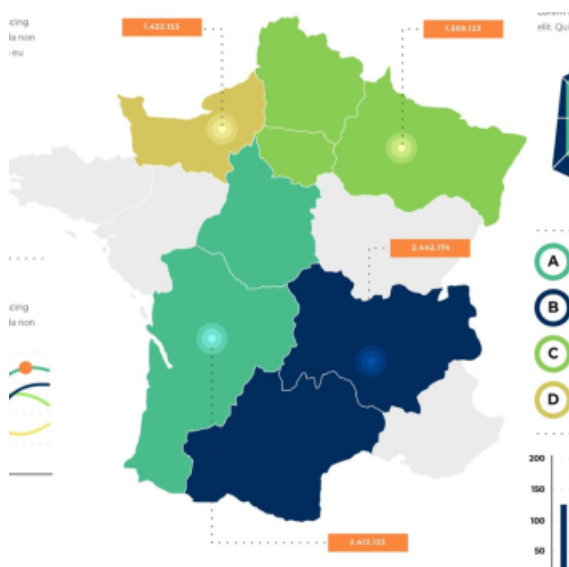 cing
la non
eu
1.433.153
1.509.123
elit, Qui
2.442.174
A
B
C
D
cing
la non
2.412.123
200
150
100
50